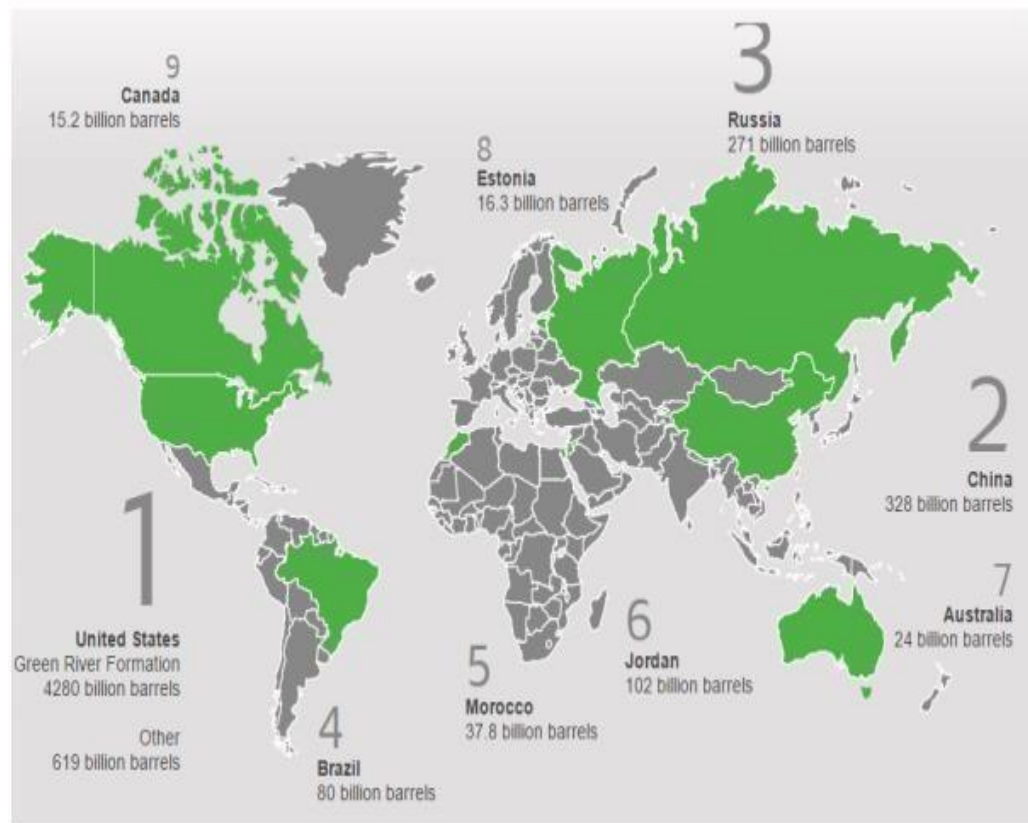 9
Canada
15.2 billion barrels
3
Russia
271 billion barrels
8
Estonia
16.3 billion barrels
2
China
328 billion barrels
1
United States
Green River Formation
4280 billion barrels
Other
619 billion barrels
7
Australia
24 billion barrels
6
Jordan
102 billion barrels
5
Morocco
37.8 billion barrels
4
Brazil
80 billion barrels